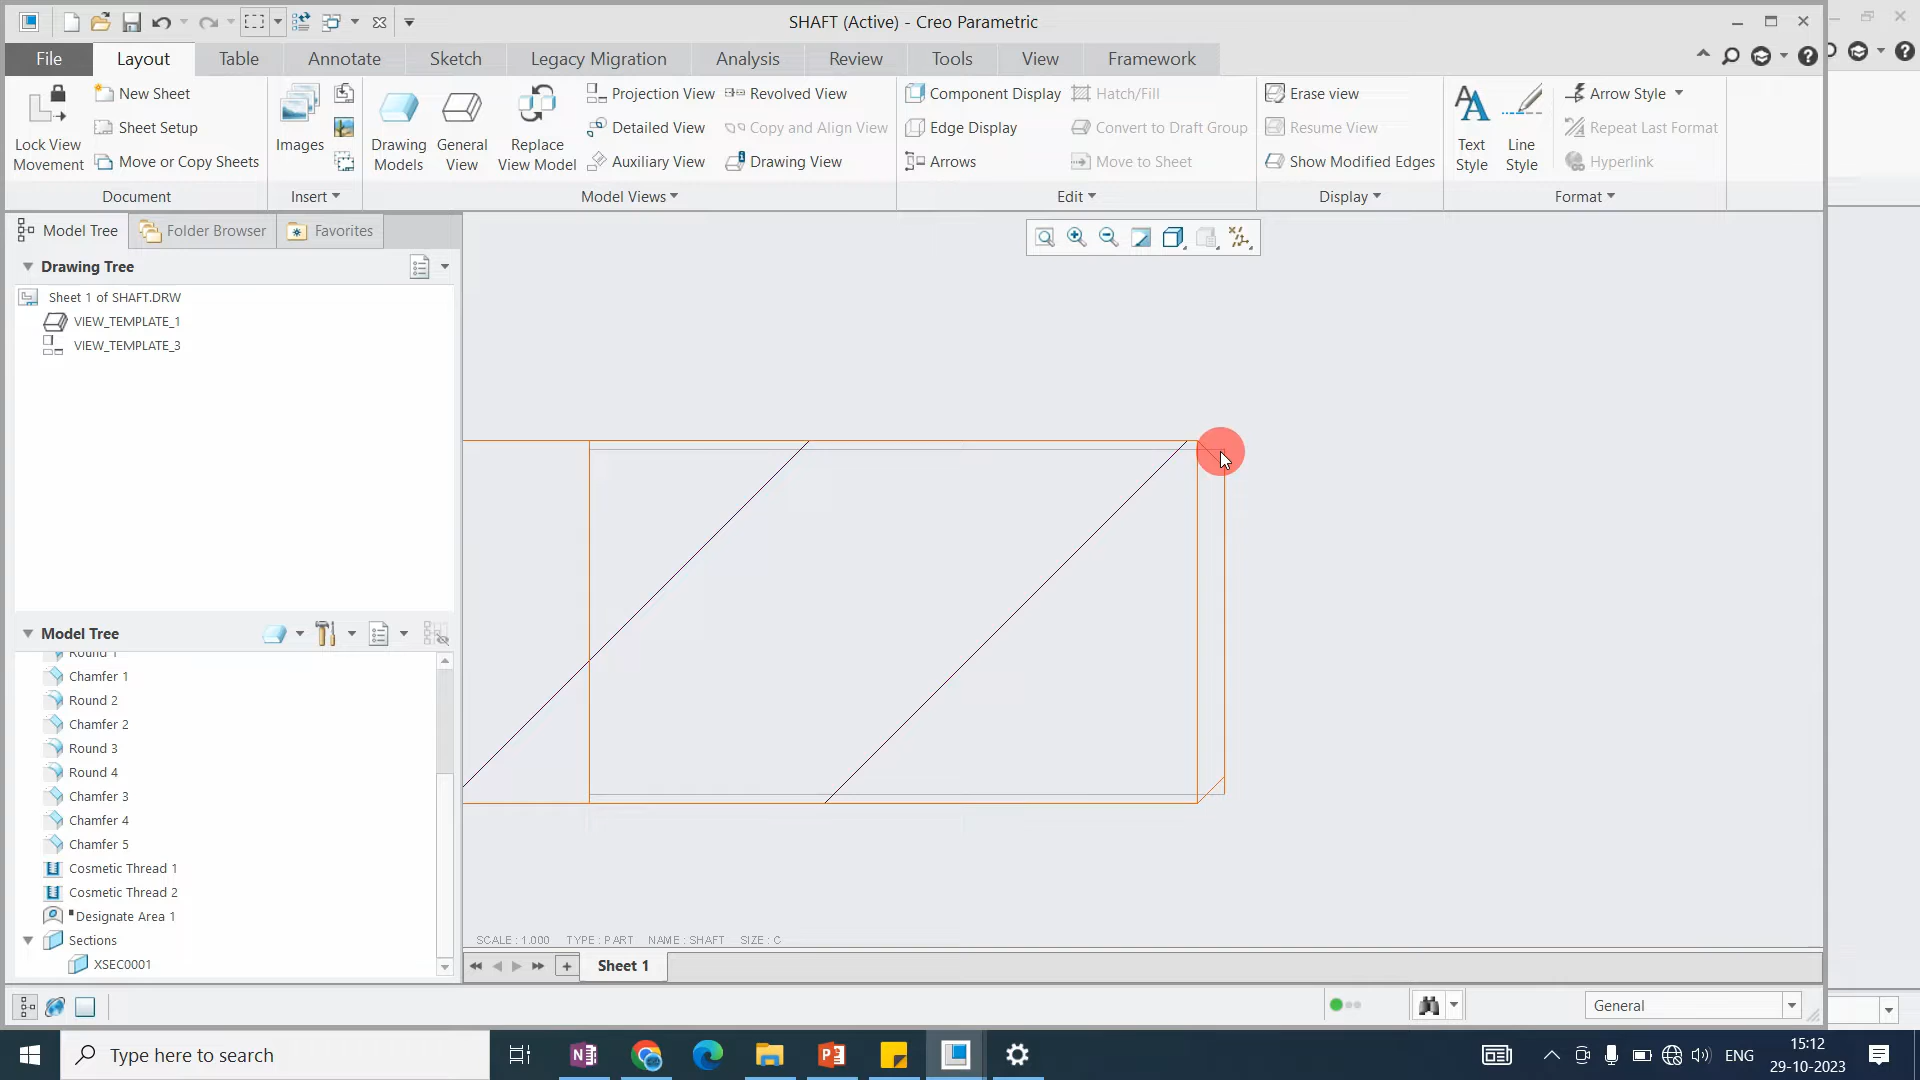 SHAFT (Active) - Creo Parametric
File Layout Table Annotate Sketch Legacy Migration Analysis Review Tools View Framework
Lock View Movement
New Sheet
Sheet Setup
Move or Copy Sheets
Document
Images
Insert
Drawing Models
General View
Replace View Model
Projection View
Detailed View
Auxiliary View
Revolved View
Copy and Align View
Drawing View
Model Views
Component Display
Edge Display
Arrows
Hatch/Fill
Convert to Draft Group
Move to Sheet
Edit
Erase view
Resume View
Show Modified Edges
Display
Text Style
Line Style
Arrow Style
Repeat Last Format
Hyperlink
Format
Model Tree Folder Browser Favorites
Drawing Tree
Sheet 1 of SHAFT.DRW
VIEW_TEMPLATE_1
VIEW_TEMPLATE_3
Model Tree
Round 1
Chamfer 1
Round 2
Chamfer 2
Round 3
Round 4
Chamfer 3
Chamfer 4
Chamfer 5
Cosmetic Thread 1
Cosmetic Thread 2
Designate Area 1
Sections
XSEC0001
SCALE : 1.000 TYPE : PART NAME : SHAFT SIZE : C
Sheet 1
General
Type here to search
ENG
15:12
29-10-2023